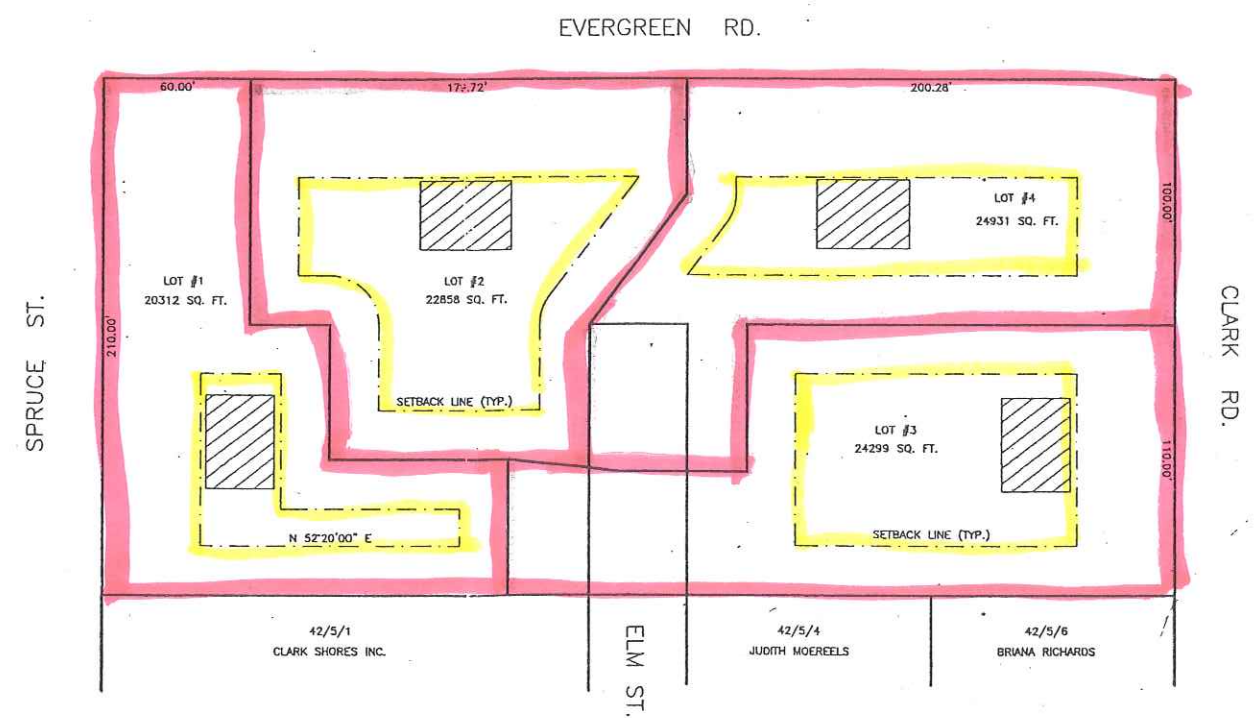 EVERGREEN RD.
60.00'
200.28'
LOT #4
24931 SQ. FT.
100.00'
LOT #1
20312 SQ. FT.
LOT #2
22858 SQ. FT.
SPRUCE ST.
210.00'
CLARK RD.
SETBACK LINE (TYP.)
LOT #3
24299 SQ. FT.
110.00'
N 52°20'00" E
SETBACK LINE (TYP.)
42/5/1
CLARK SHORES INC.
ELM ST.
42/5/4
JUDITH MOEREELS
42/5/6
BRIANA RICHARDS